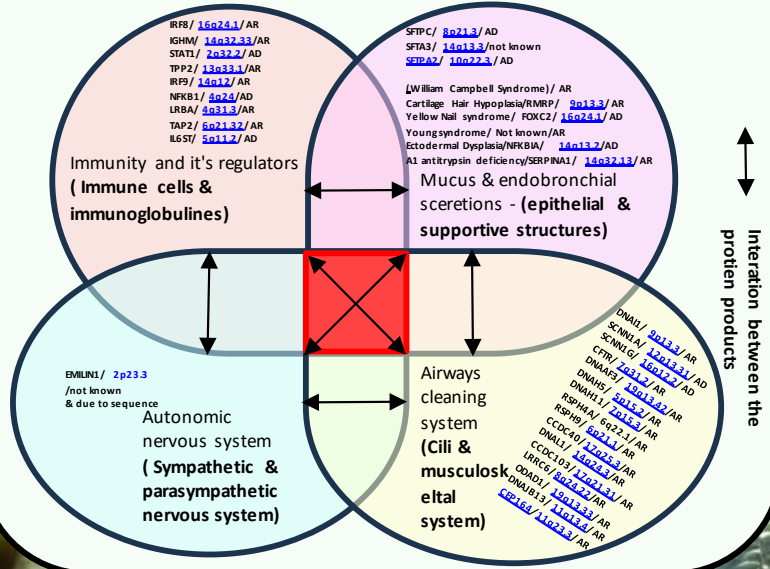 IRF8/ 16q24.1/AR
IGHM/ 14q32.33/AR
STAT1/ 2q32.2/AD
TPP2/ 13q33.1/AR
IRF9/ 14q12/ AR
NFKB1/ 4q24/AD
LRBA/ 4q31.3/AR
TAP2/ 6p21.32/AR
IL6ST/ 5q11.2/AD
Immunity and it's regulators
( Immune cells &
immunoglobulines)
SFTPC/ 8p21.3/AD
SFTA3/ 14q13.3/not known
SFTPA2/ 10q22.3/AD
(William Campbell Syndrome)/ AR
Cartilage Hair Hypoplasia/RMRP/ 9p13.3/AR
Yellow Nail syndrome/ FOXC2/ 16q24.1/AD
Young syndrome/ Not known/AR
Ectodermal Dysplasia/NFKBIA/ 14q13.2/AD
A1 antitrypsin deficiency/SERPINA1/ 14q32.13/AR
Mucus & endobronchial
sceretions - (epithelial &
supportive structures)
Interation between the
protien products
EMILIN1/ 2p23.3
/not known
& due to sequence
Autonomic
nervous system
( Sympathetic &
parasympathetic
nervous system)
Airways
cleaning
system
(Cili &
musculosk
eltal
system)
DNAI1/ 9p13.3/AR
SCNN1A/ 12p13.31/AD
SCNN1G/ 16p12.2/AD
CFTR/ 7q31.2/AR
DNAAF3/ 19q13.42/AR
DNAH5/ 5p15.2/AR
DNAH11/ 7p15.3/AR
RSPH4A/ 6q22.1/AR
RSPH9/ 6p21.1/AR
CCDC40/ 17q25.3/AR
DNAL1/ 14q24.3/AR
CCDC103/ 17q21.31/AR
LRRC6/ 8q24.22/AR
ODAD1/ 19q13.33/AR
DNAJB13/ 11q13.4/AR
CEP164/ 11q23.3/AR